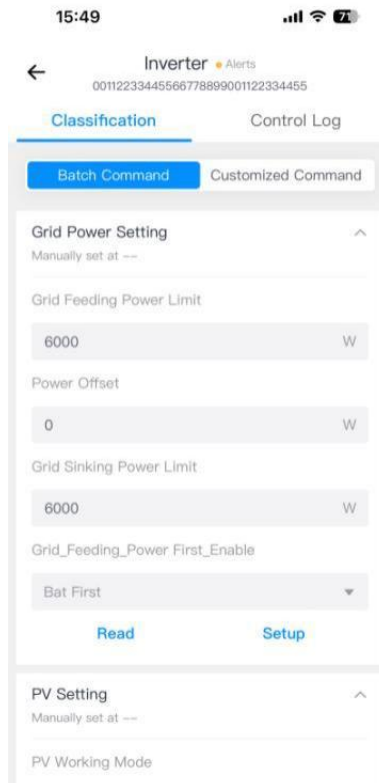 15:49
71
Inverter Alerts
00112233445566778899001122334455
Classification Control Log
Batch Command Customized Command
Grid Power Setting
Manually set at --
Grid Feeding Power Limit
6000 W
Power Offset
0 W
Grid Sinking Power Limit
6000 W
Grid_Feeding_Power First_Enable
Bat First
Read Setup
PV Setting
Manually set at --
PV Working Mode